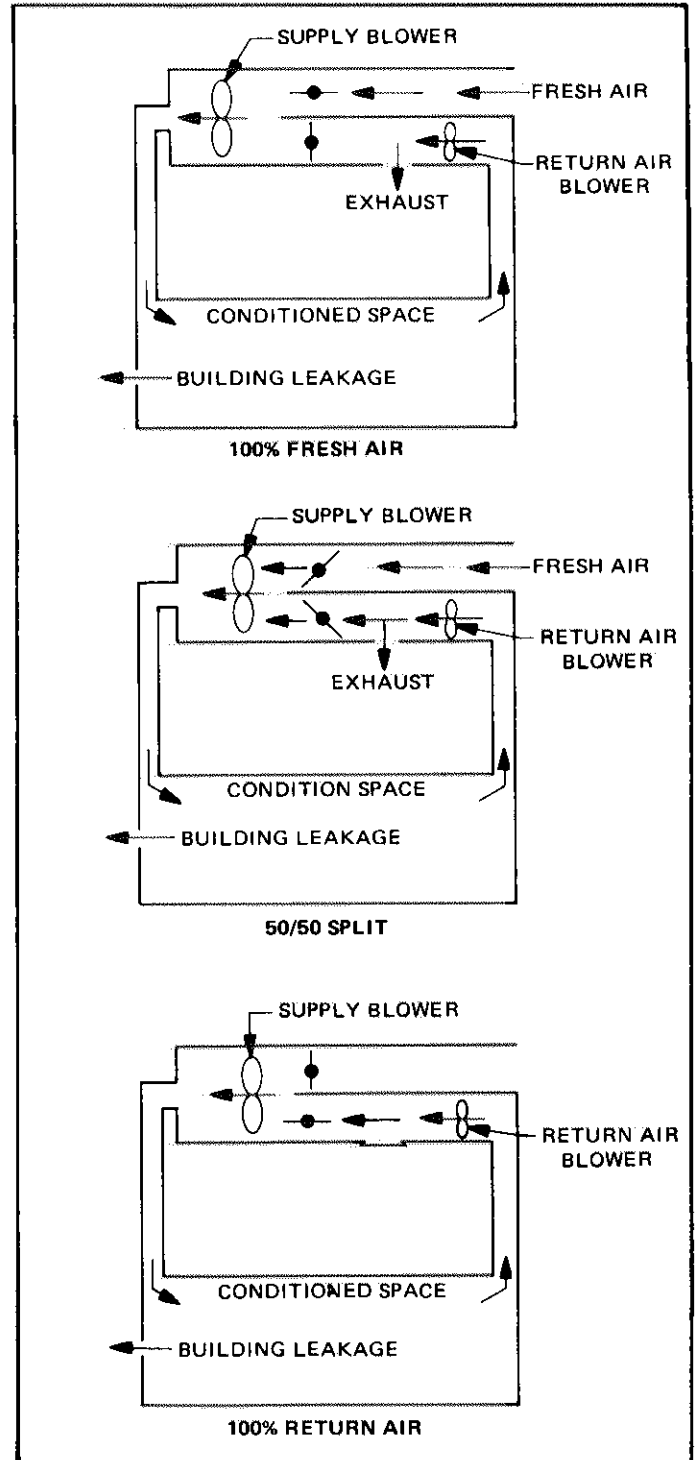 SUPPLY BLOWER
FRESH AIR
RETURN AIR
BLOWER
EXHAUST
CONDITIONED SPACE
BUILDING LEAKAGE
100% FRESH AIR
SUPPLY BLOWER
FRESH AIR
RETURN AIR
BLOWER
EXHAUST
CONDITION SPACE
BUILDING LEAKAGE
50/50 SPLIT
SUPPLY BLOWER
RETURN AIR
BLOWER
CONDITIONED SPACE
BUILDING LEAKAGE
100% RETURN AIR